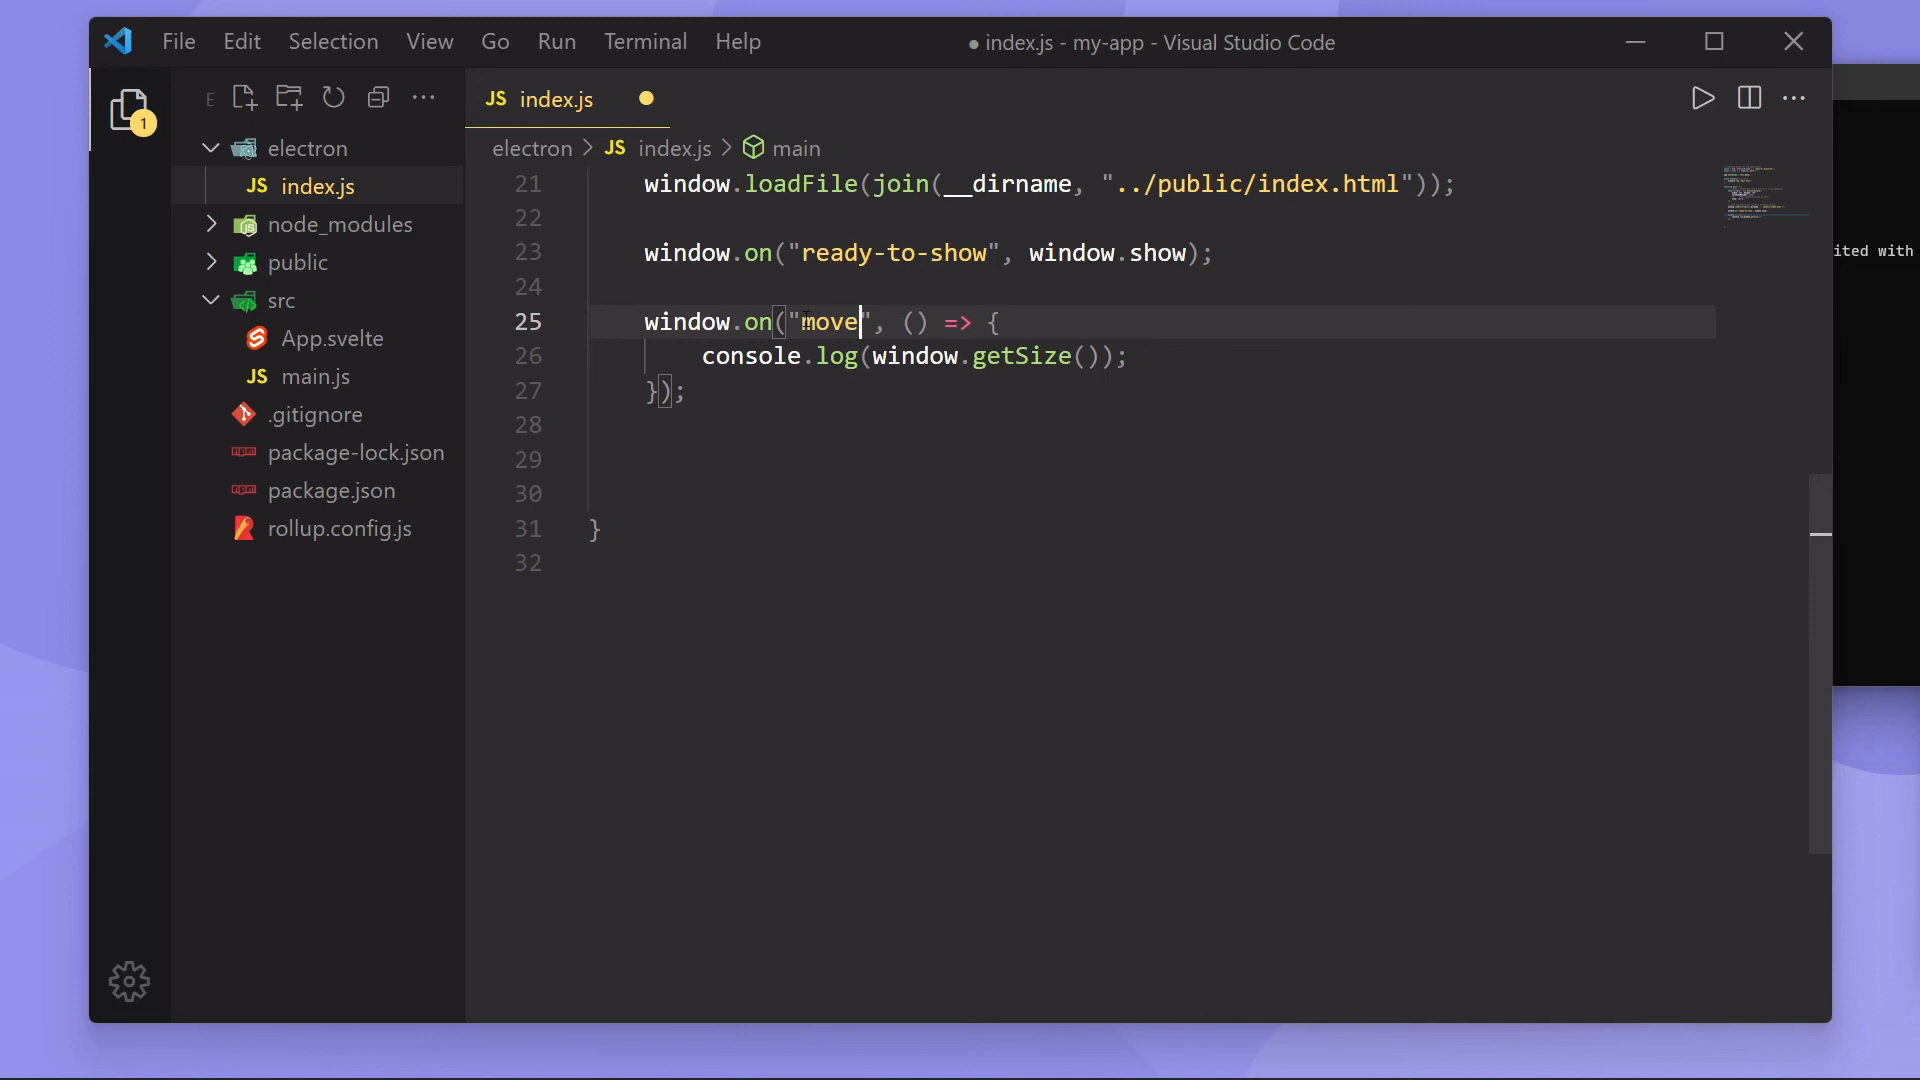 File Edit Selection View Go Run Terminal Help
● index.js - my-app - Visual Studio Code
E
JS index.js
1
electron
JS index.js
node_modules
public
src
App.svelte
JS main.js
.gitignore
package-lock.json
package.json
rollup.config.js
electron > JS index.js > main
21 window.loadFile(join(__dirname, "../public/index.html"));
22
23 window.on("ready-to-show", window.show);
24
25 window.on("move", () => {
26 console.log(window.getSize());
27 });
28
29
30
31 }
32
ited with